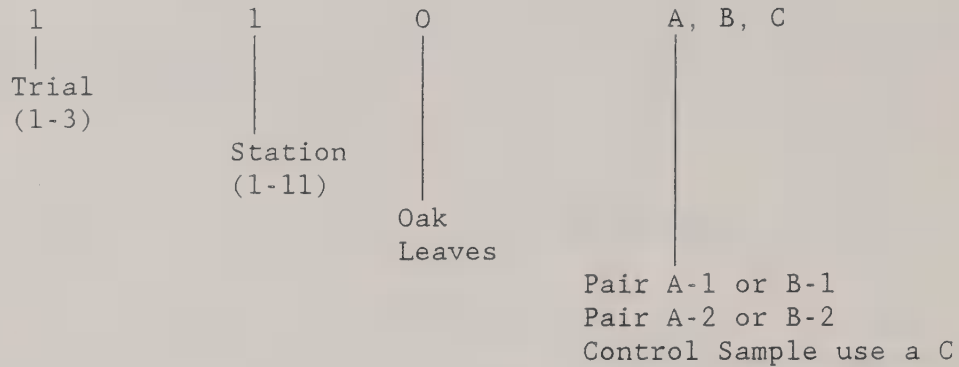 1 1 O A, B, C
Trial
(1-3)
Station
(1-11)
Oak
Leaves
Pair A-1 or B-1
Pair A-2 or B-2
Control Sample use a C